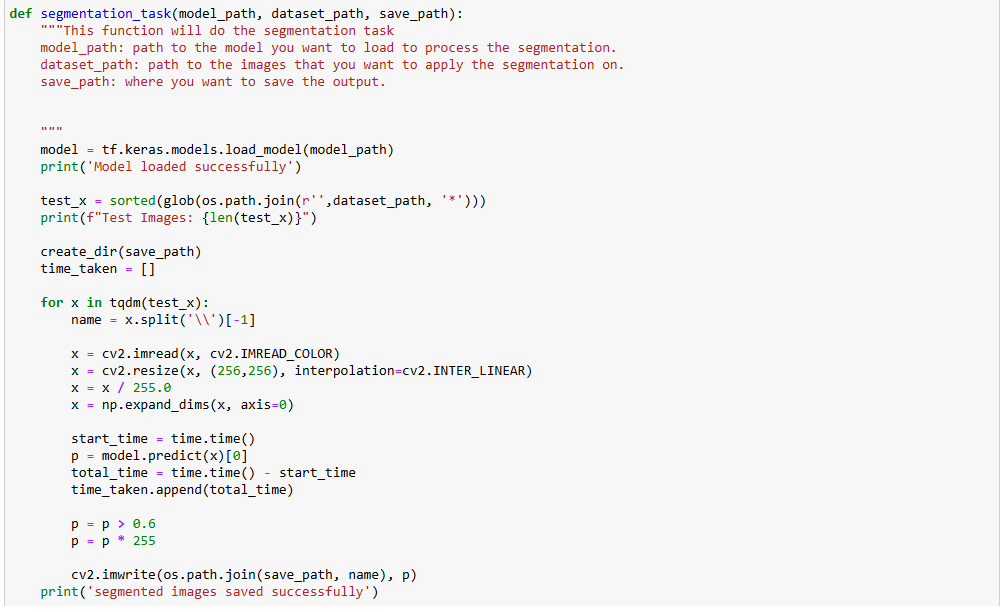 def segmentation_task(model_path, dataset_path, save_path):
    """This function will do the segmentation task
    model_path: path to the model you want to load to process the segmentation.
    dataset_path: path to the images that you want to apply the segmentation on.
    save_path: where you want to save the output.
    """
    model = tf.keras.models.load_model(model_path)
    print('Model loaded successfully')
    test_x = sorted(glob(os.path.join(r'',dataset_path, '*')))
    print(f"Test Images: {len(test_x)}")
    create_dir(save_path)
    time_taken = []
    for x in tqdm(test_x):
        name = x.split('\\')[-1]
        x = cv2.imread(x, cv2.IMREAD_COLOR)
        x = cv2.resize(x, (256,256), interpolation=cv2.INTER_LINEAR)
        x = x / 255.0
        x = np.expand_dims(x, axis=0)
        start_time = time.time()
        p = model.predict(x)[0]
        total_time = time.time() - start_time
        time_taken.append(total_time)
        p = p > 0.6
        p = p * 255
        cv2.imwrite(os.path.join(save_path, name), p)
    print('segmented images saved successfully')